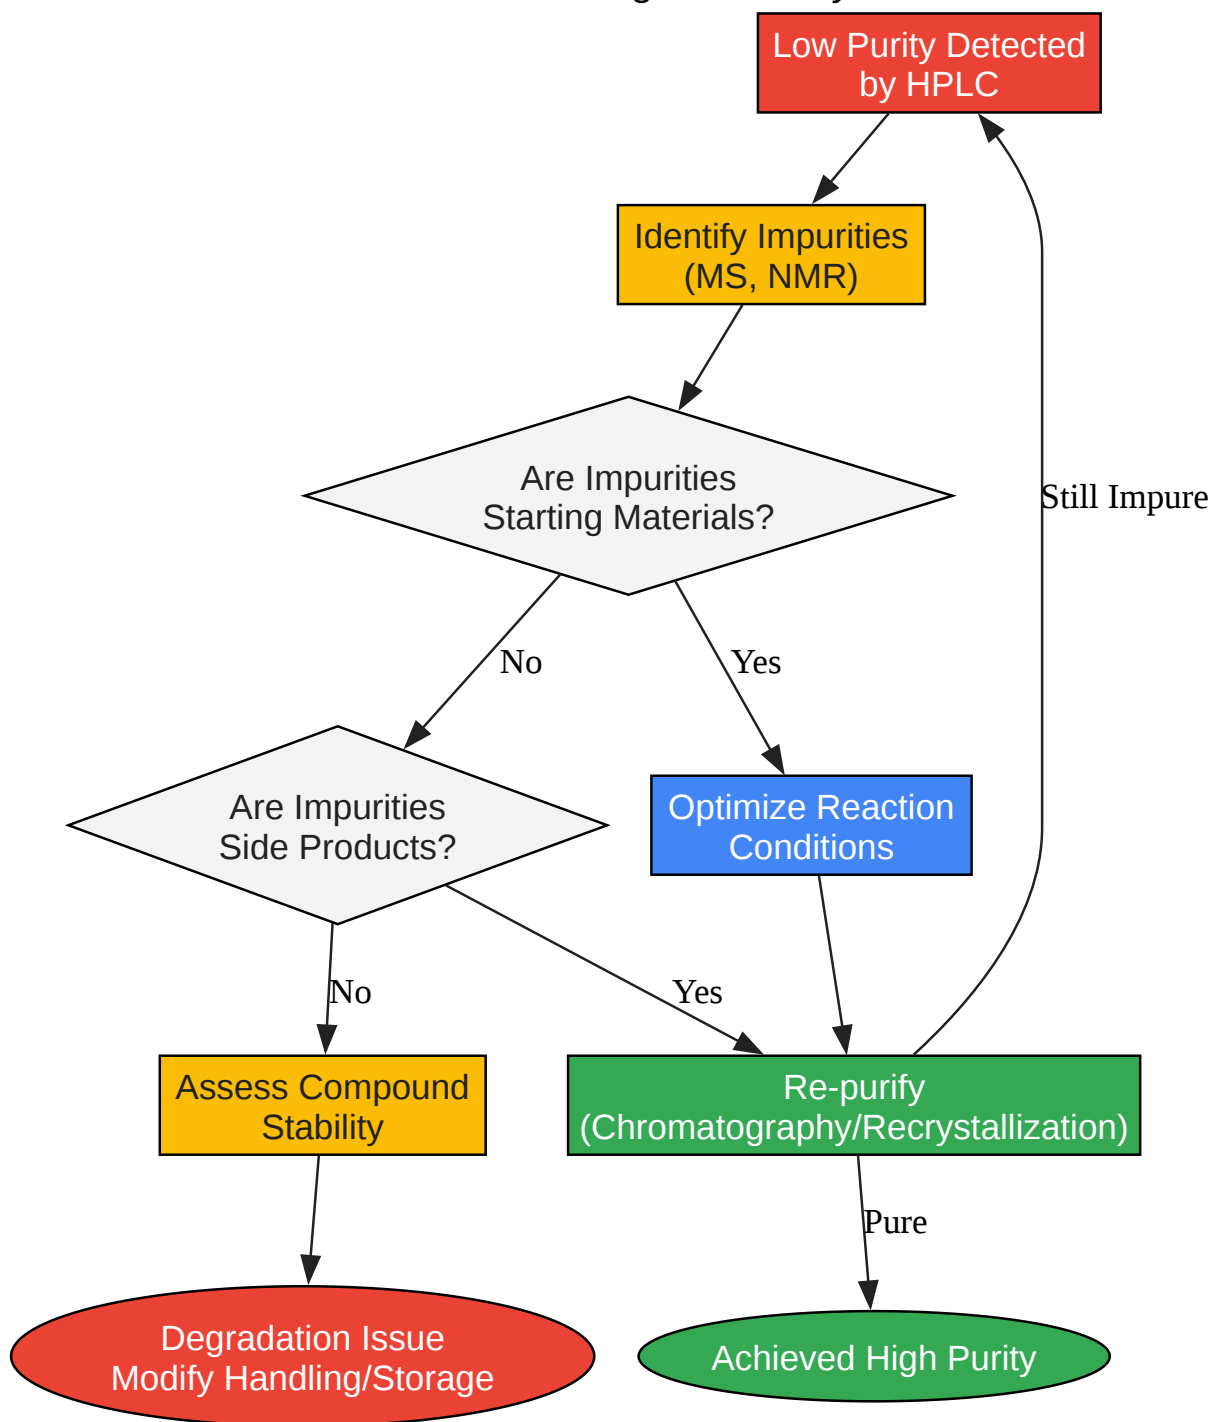 Low Purity Detected
by HPLC
Identify Impurities
(MS, NMR)
Are Impurities
Starting Materials?
Still Impure
No
Yes
Are Impurities
Side Products?
Optimize Reaction
Conditions
No
Yes
Assess Compound
Stability
Re-purify
(Chromatography/Recrystallization)
Pure
Degradation Issue
Modify Handling/Storage
Achieved High Purity